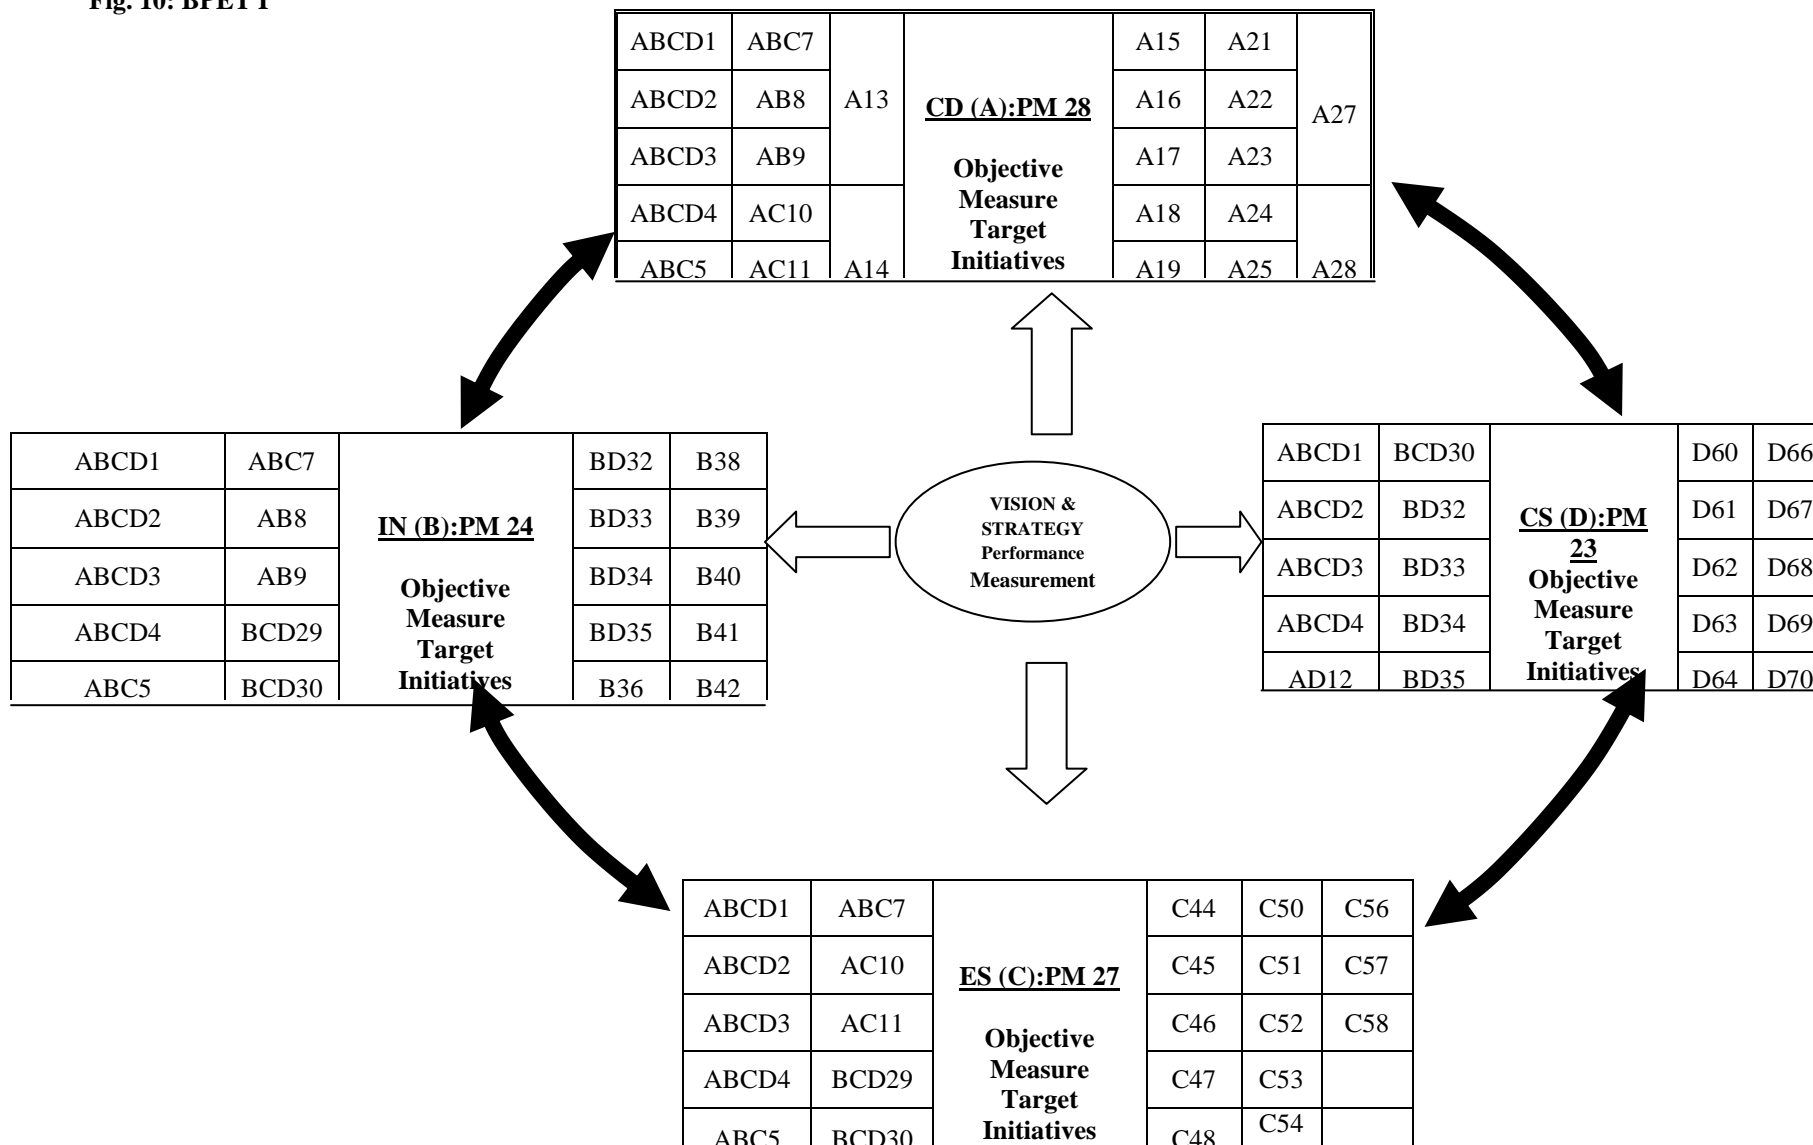 Fig. 10: BPET I
ABCD1 ABC7 A15 A21
ABCD2 AB8 A13 CD (A):PM 28 A16 A22 A27
ABCD3 AB9 Objective A17 A23
ABCD4 AC10 Measure A18 A24
Target
ABC5 AC11 A14 Initiatives A19 A25 A28
ABCD1 ABC7 BD32 B38
ABCD2 AB8 IN (B):PM 24 BD33 B39
ABCD3 AB9 Objective BD34 B40
ABCD4 BCD29 Measure BD35 B41
Target
ABC5 BCD30 Initiatives B36 B42
VISION &
STRATEGY
Performance
Measurement
ABCD1 BCD30 D60 D66
ABCD2 BD32 CS (D):PM D61 D67
23
ABCD3 BD33 Objective D62 D68
ABCD4 BD34 Measure D63 D69
Target
AD12 BD35 Initiatives D64 D70
ABCD1 ABC7 C44 C50 C56
ABCD2 AC10 ES (C):PM 27 C45 C51 C57
ABCD3 AC11 Objective C46 C52 C58
ABCD4 BCD29 Measure C47 C53
Target
ABC5 BCD30 Initiatives C48 C54